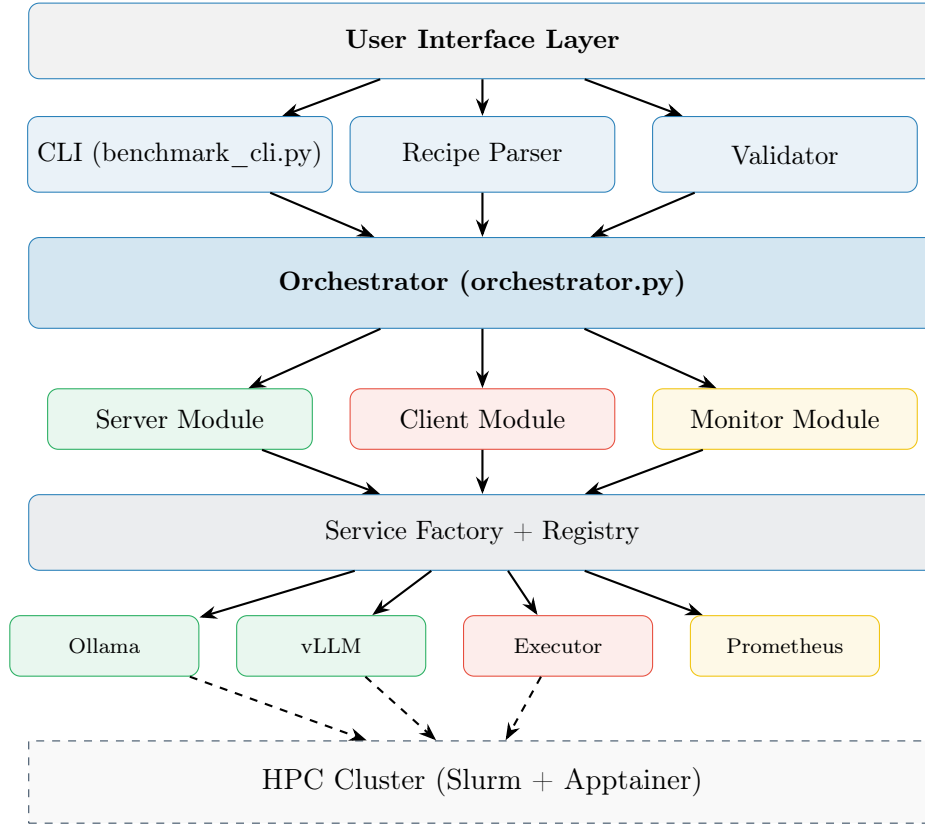 User Interface Layer
CLI (benchmark_cli.py)
Recipe Parser
Validator
Orchestrator (orchestrator.py)
Server Module
Client Module
Monitor Module
Service Factory + Registry
Ollama
vLLM
Executor
Prometheus
HPC Cluster (Slurm + Apptainer)